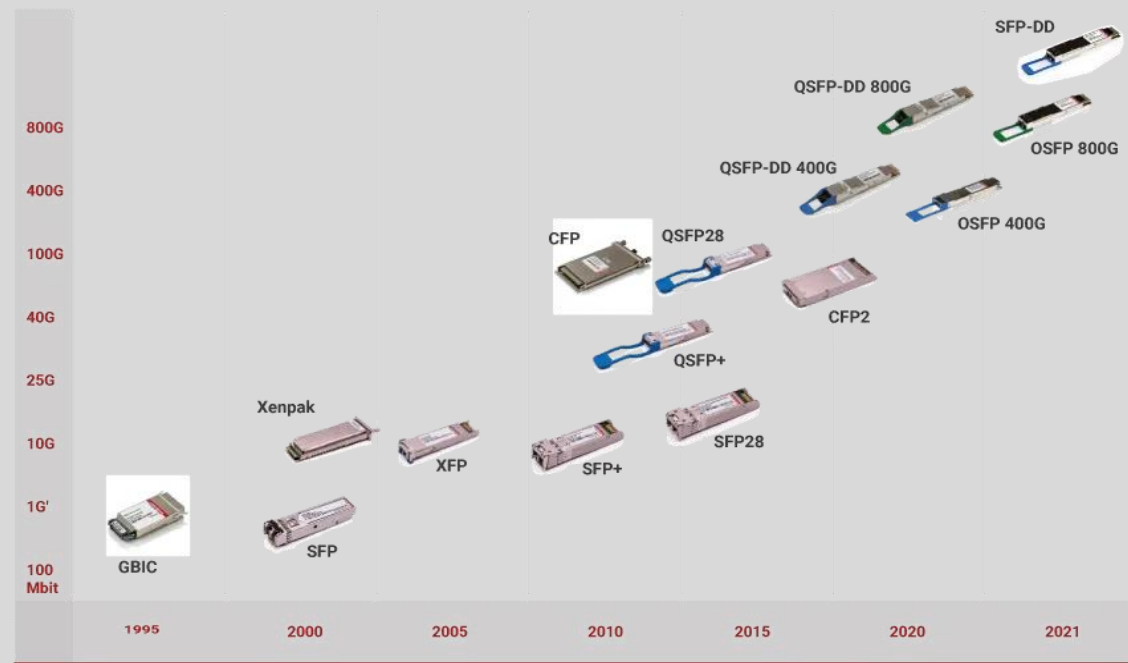 SFP-DD
QSFP-DD 800G
800G
OSFP 800G
QSFP-DD 400G
400G
OSFP 400G
CFP
QSFP28
100G
40G
CFP2
QSFP+
25G
Xenpak
10G
XFP
SFP+
SFP28
1G'
SFP
GBIC
100
Mbit
1995
2000
2005
2010
2015
2020
2021